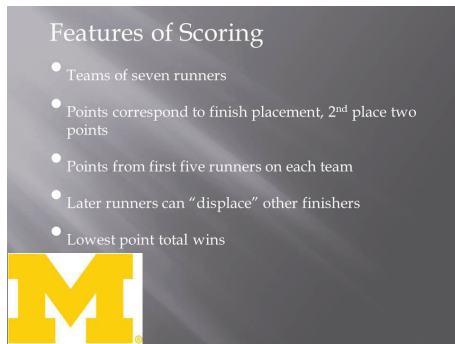 Features of Scoring
• Teams of seven runners
• Points correspond to finish placement, 2nd place two
points
• Points from first five runners on each team
• Later runners can “displace” other finishers
• Lowest point total wins
M
®